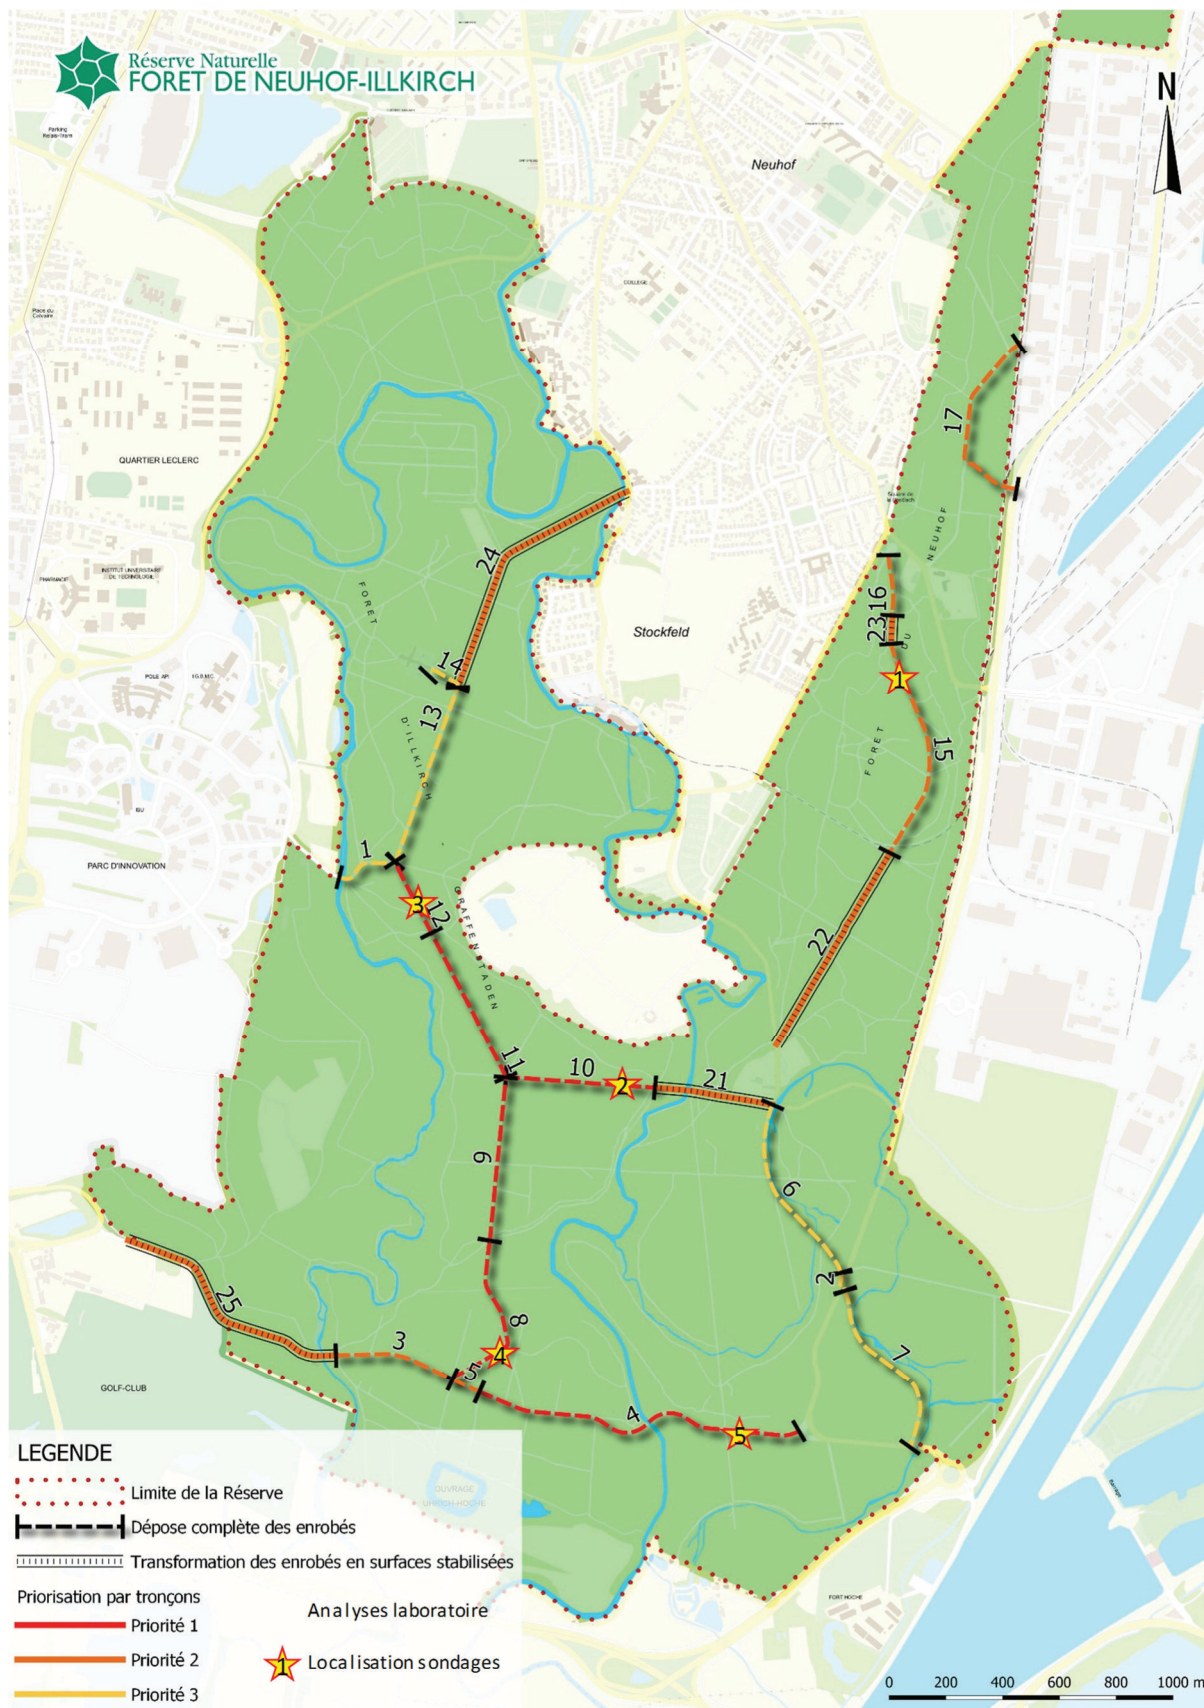 Réserve Naturelle
FORET DE NEUHOF-ILLKIRCH
N
Parking
Relais-Tram
Neuhof
COLLEGE
Place du
QUARTIER LECLERC
17
NEUHOF
24
PHARMACIE
INSTITUT UNIVERSITAIRE
DE TECHNOLOGIE
FORET
16
23
DU
Stockfeld
14
POLE API
I.G.B.M.C.
1
13
D'ILLKIRCH
FORET
15
ISU
PARC D'INNOVATION
1
3
12
GRAFFENSTADEN
22
11
10
2
21
9
6
2
25
8
3
4
5
7
GOLF-CLUB
4
5
LEGENDE
Limite de la Réserve
OUVRAGE
UHRICH-HOCHE
Dépose complète des enrobés
Transformation des enrobés en surfaces stabilisées
Priorisation par tronçons
Analyses laboratoire
FORT HOCHE
Priorité 1
Priorité 2
1
Localisation sondages
Priorité 3
0 200 400 600 800 1000 m